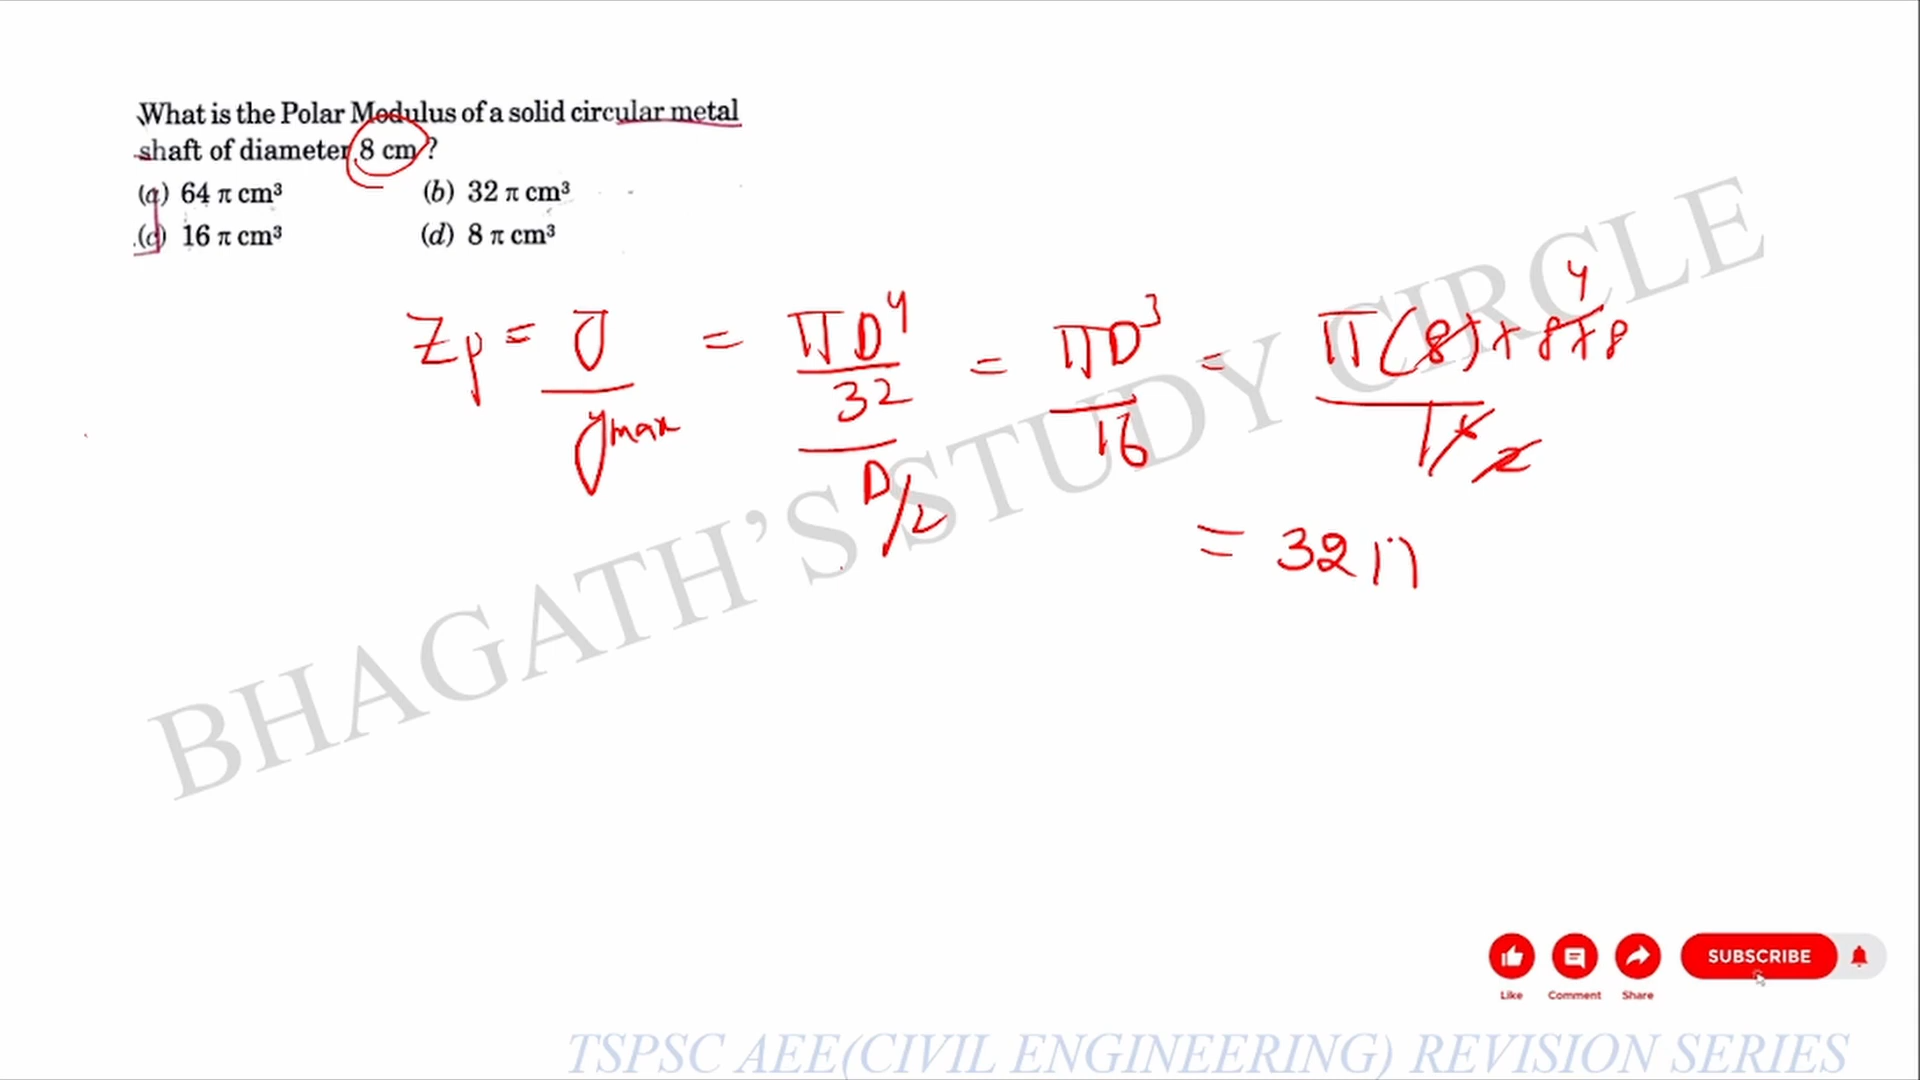 What is the Polar Modulus of a solid circular metal
shaft of diameter 8 cm ?
(a) 64 π cm³ (b) 32 π cm³
(c) 16 π cm³ (d) 8 π cm³
Zp = J / ymax = πD⁴/32 / D/2 = πD³/16 = π(8)×8×8 / 16 2 4
= 32π
BHAGATH'S STUDY CIRCLE
SUBSCRIBE
Like Comment Share
TSPSC AEE(CIVIL ENGINEERING) REVISION SERIES